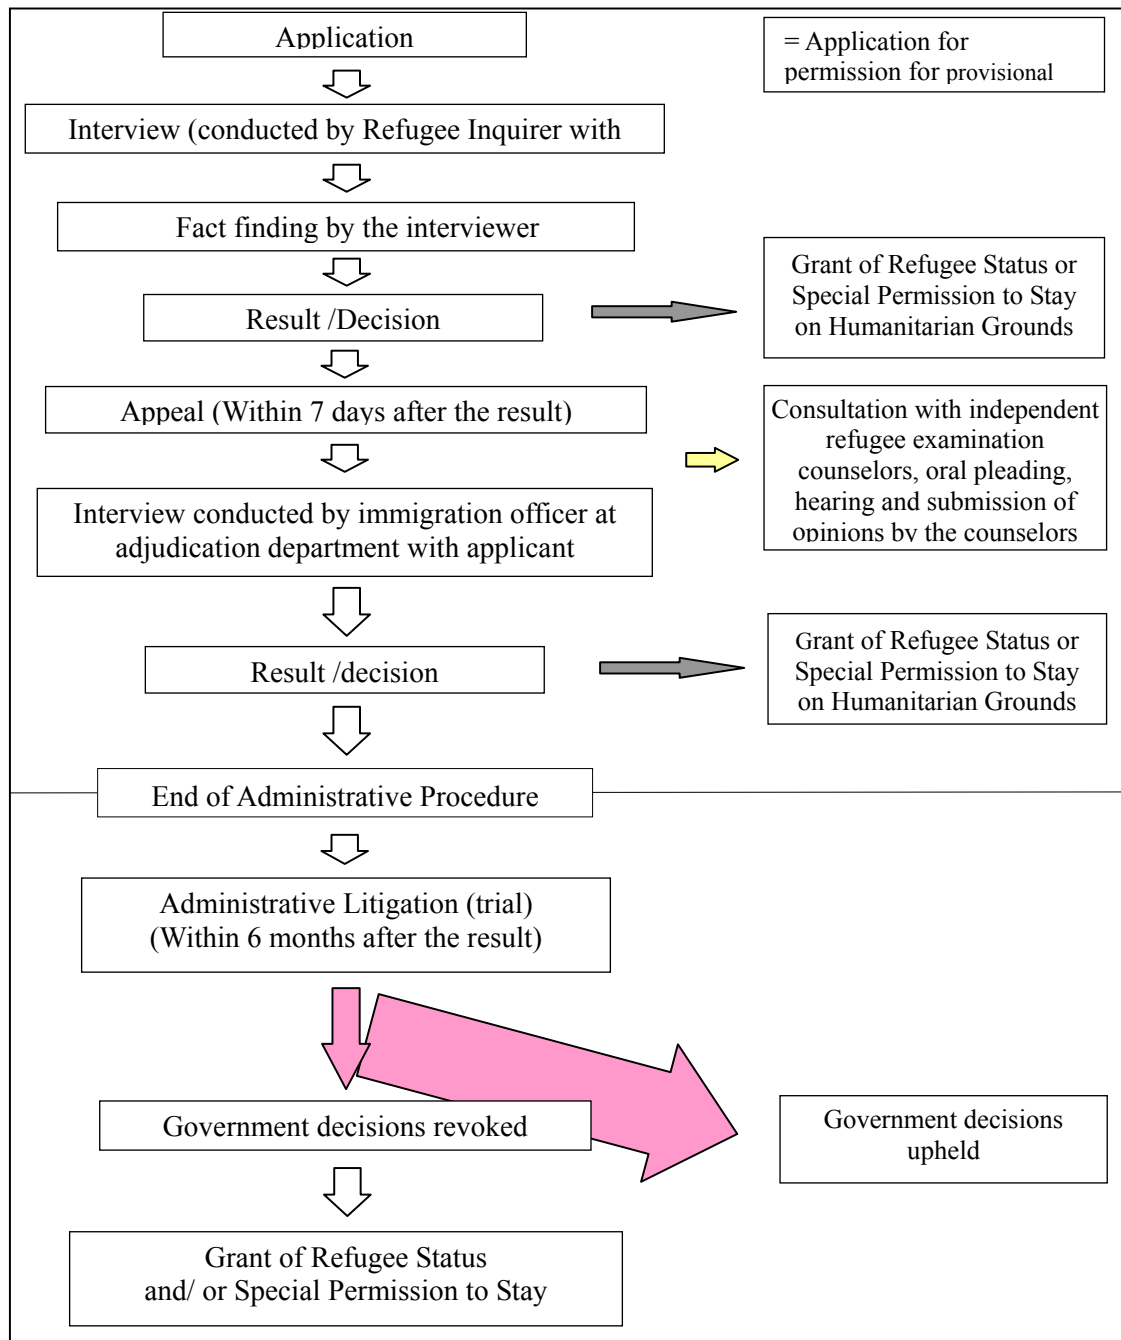 Application
= Application for
permission for provisional
Interview (conducted by Refugee Inquirer with
Fact finding by the interviewer
Result /Decision
Grant of Refugee Status or
Special Permission to Stay
on Humanitarian Grounds
Appeal (Within 7 days after the result)
Consultation with independent
refugee examination
counselors, oral pleading,
hearing and submission of
opinions by the counselors
Interview conducted by immigration officer at
adjudication department with applicant
Result /decision
Grant of Refugee Status or
Special Permission to Stay
on Humanitarian Grounds
End of Administrative Procedure
Administrative Litigation (trial)
(Within 6 months after the result)
Government decisions revoked
Government decisions
upheld
Grant of Refugee Status
and/ or Special Permission to Stay